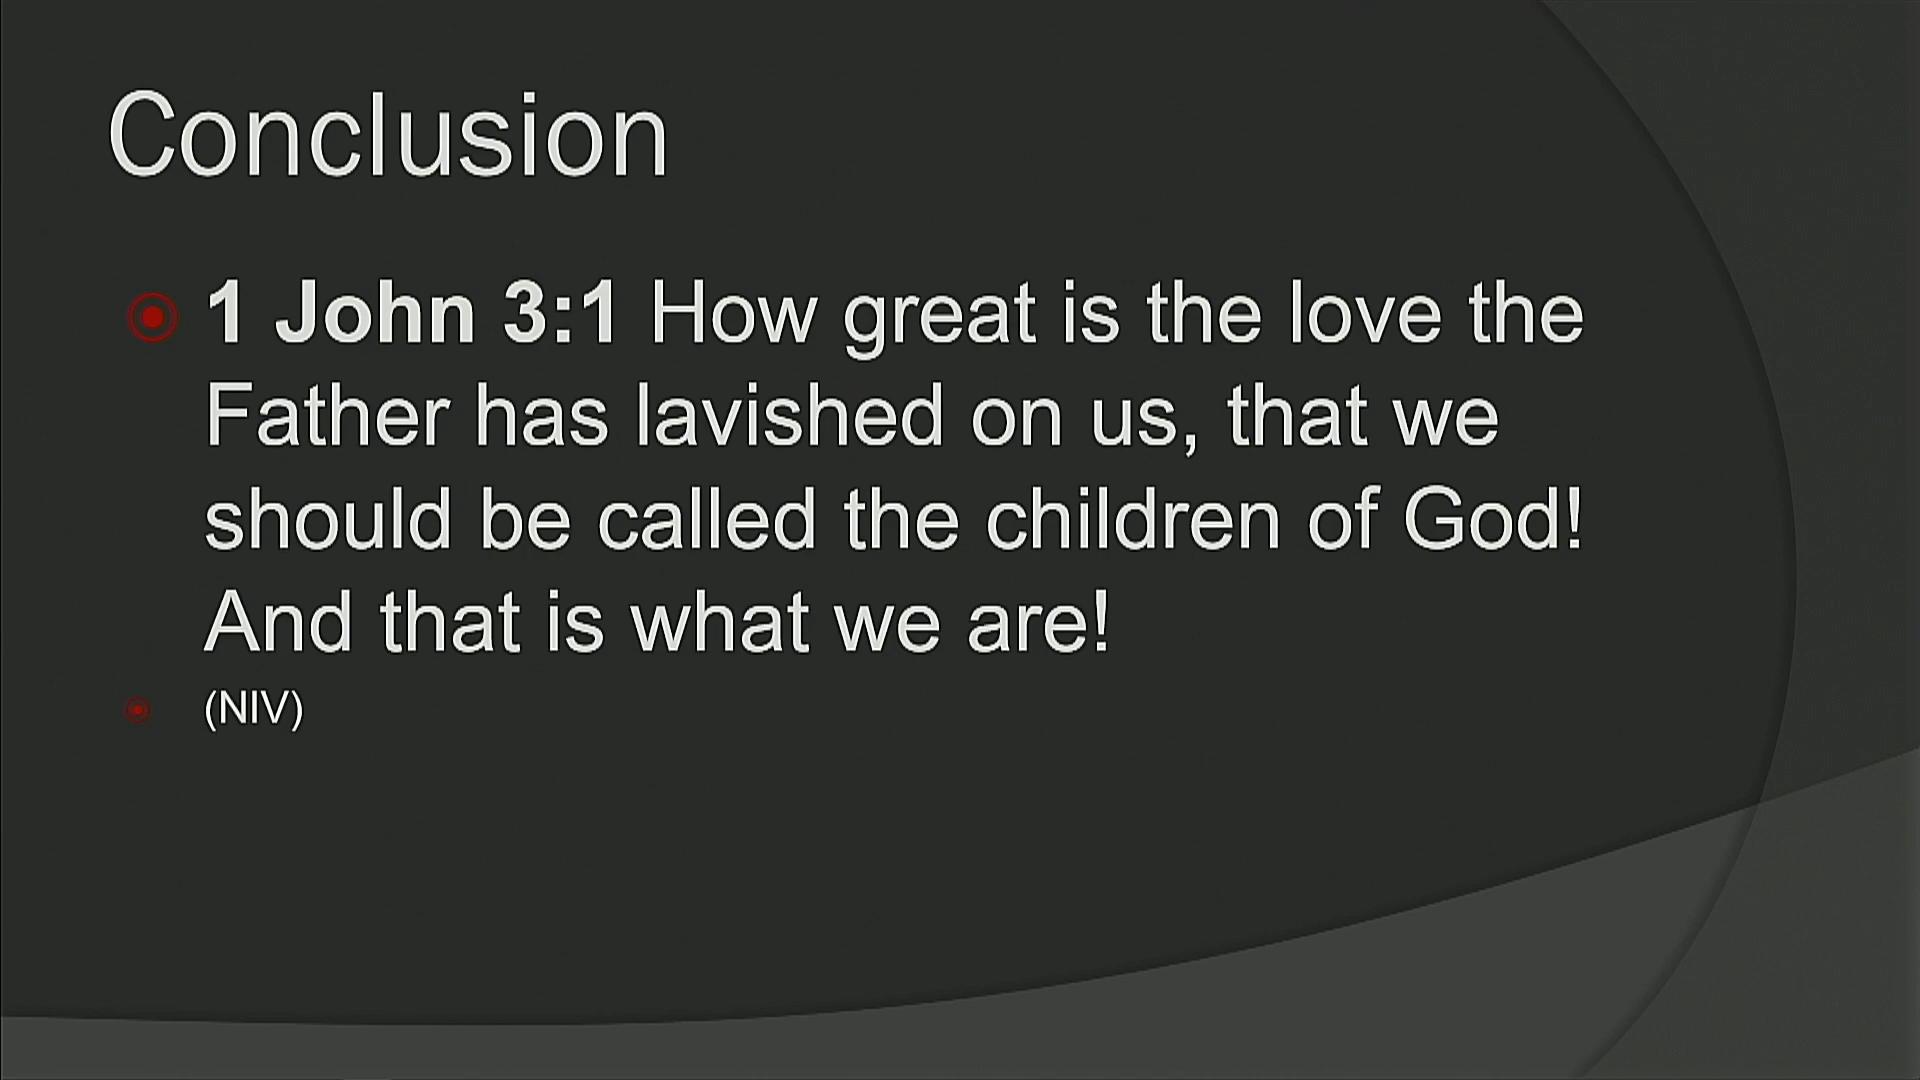 Conclusion
1 John 3:1 How great is the love the
Father has lavished on us, that we
should be called the children of God!
And that is what we are!
(NIV)